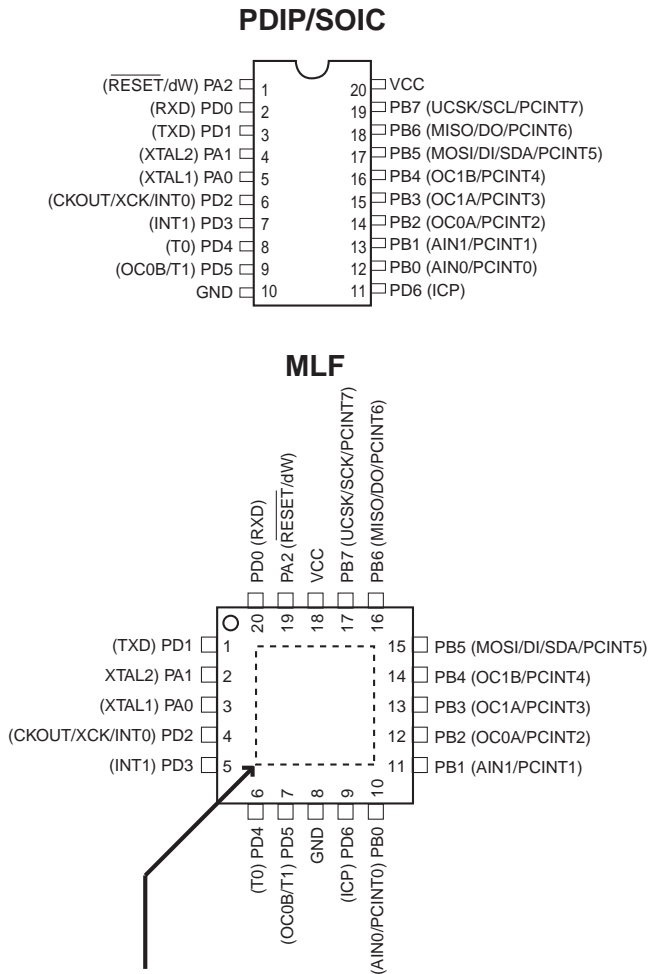 PDIP/SOIC
(RESET/dW) PA2 1 20 VCC
(RXD) PD0 2 19 PB7 (UCSK/SCL/PCINT7)
(TXD) PD1 3 18 PB6 (MISO/DO/PCINT6)
(XTAL2) PA1 4 17 PB5 (MOSI/DI/SDA/PCINT5)
(XTAL1) PA0 5 16 PB4 (OC1B/PCINT4)
(CKOUT/XCK/INT0) PD2 6 15 PB3 (OC1A/PCINT3)
(INT1) PD3 7 14 PB2 (OC0A/PCINT2)
(T0) PD4 8 13 PB1 (AIN1/PCINT1)
(OC0B/T1) PD5 9 12 PB0 (AIN0/PCINT0)
GND 10 11 PD6 (ICP)
MLF
PD0 (RXD)
PA2 (RESET/dW)
VCC
PB7 (UCSK/SCK/PCINT7)
PB6 (MISO/DO/PCINT6)
20 19 18 17 16
(TXD) PD1 1 15 PB5 (MOSI/DI/SDA/PCINT5)
XTAL2) PA1 2 14 PB4 (OC1B/PCINT4)
(XTAL1) PA0 3 13 PB3 (OC1A/PCINT3)
(CKOUT/XCK/INT0) PD2 4 12 PB2 (OC0A/PCINT2)
(INT1) PD3 5 11 PB1 (AIN1/PCINT1)
6 7 8 9 10
(T0) PD4
(OC0B/T1) PD5
GND
(ICP) PD6
(AIN0/PCINT0) PB0